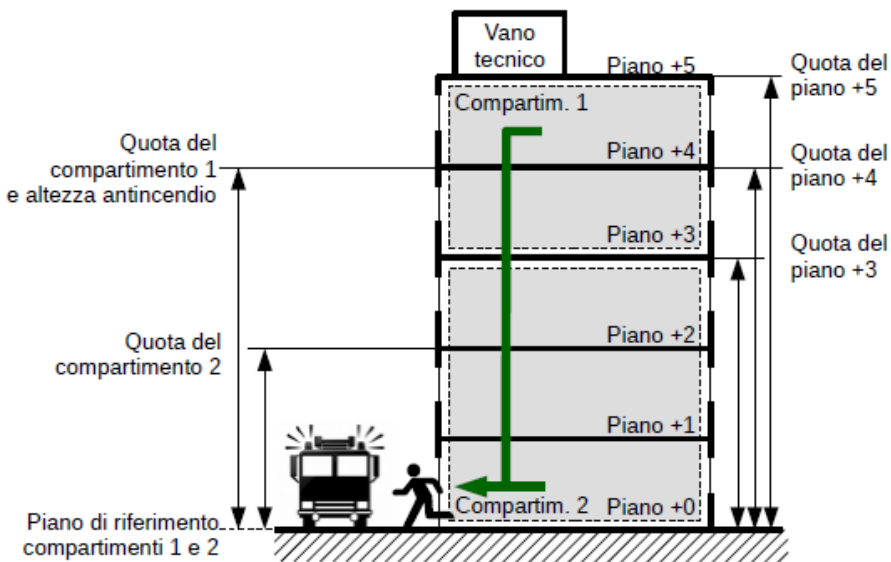 Vano
tecnico
Piano +5
Quota del
piano +5
Compartim. 1
Quota del
compartimento 1
e altezza antincendio
Piano +4
Quota del
piano +4
Piano +3
Quota del
piano +3
Quota del
compartimento 2
Piano +2
Piano +1
Compartim. 2
Piano +0
Piano di riferimento
compartimenti 1 e 2